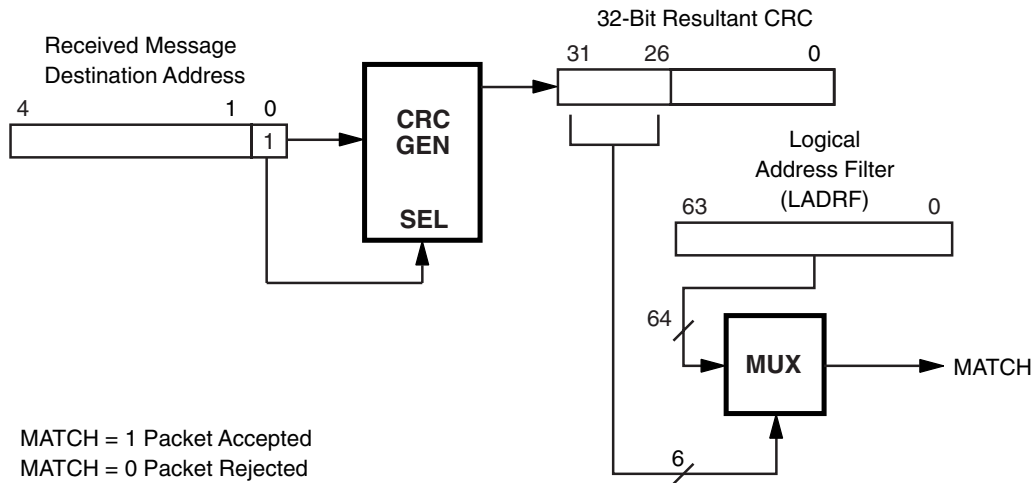 32-Bit Resultant CRC
Received Message
Destination Address
31 26 0
4 1 0
1
CRC
GEN
SEL
Logical
Address Filter
(LADRF)
63 0
64
MUX
MATCH
6
MATCH = 1 Packet Accepted
MATCH = 0 Packet Rejected